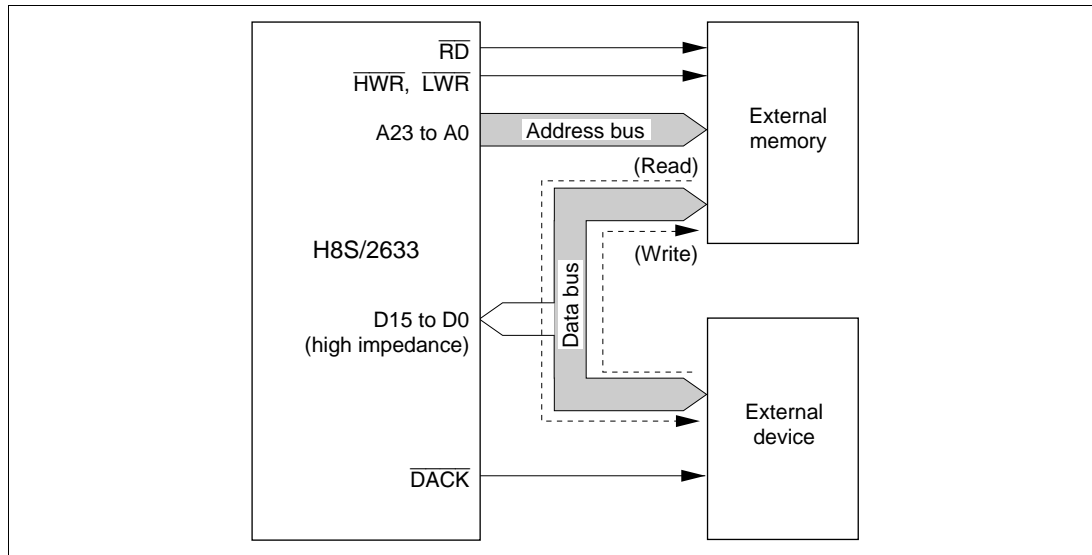 RD
HWR, LWR
A23 to A0
Address bus
External
memory
(Read)
(Write)
H8S/2633
Data bus
D15 to D0
(high impedance)
External
device
DACK